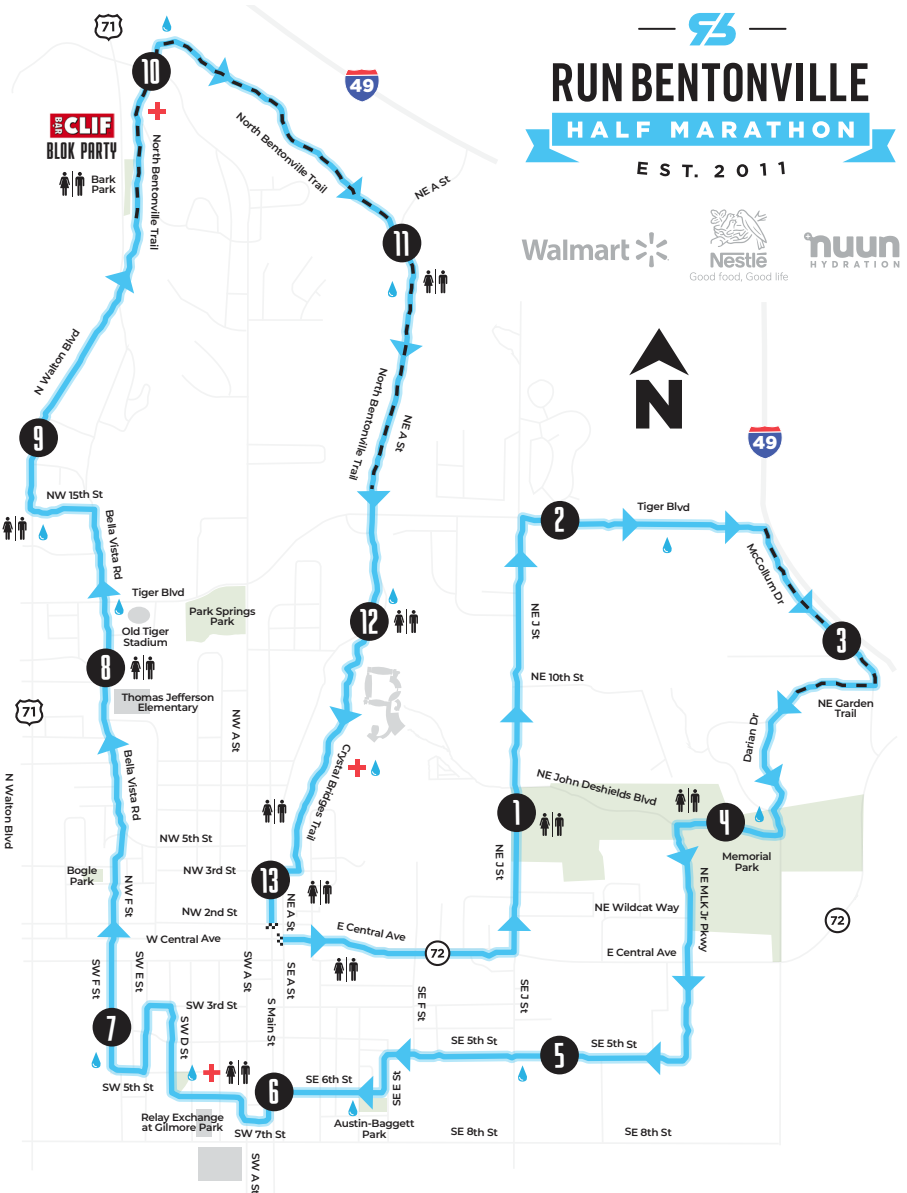 RUN BENTONVILLE
HALF MARATHON
EST. 2011
Walmart
Nestlé
Good food, Good life
nuun
HYDRATION
71
10
49
CLIF
BAR
BLOK PARTY
Bark
Park
North Bentonville Trail
North Bentonville Trail
NE A St
11
N Walton Blvd
North Bentonville Trail
NE A St
N
49
9
NW 15th St
Bella Vista Rd
2
Tiger Blvd
McCollum Dr
3
NE Garden
Trail
Darian Dr
Tiger Blvd
Old Tiger
Stadium
Park Springs
Park
12
NE J St
NE 10th St
8
Thomas Jefferson
Elementary
71
NW A St
Bella Vista Rd
N Walton Blvd
Crystal Bridges Trail
NE John Deshields Blvd
1
4
Memorial
Park
NW 5th St
Bogle
Park
NW 3rd St
13
NE J St
NE MLK Jr Pkwy
NW F St
NW 2nd St
NE A St
NE Wildcat Way
72
W Central Ave
E Central Ave
72
E Central Ave
SW F St
SW E St
SW A St
SE A St
SE F St
SE J St
7
SW 3rd St
SW D St
S Main St
SE 5th St
5
SE 5th St
SW 5th St
6
SE 6th St
SE E St
Relay Exchange
at Gilmore Park
SW 7th St
Austin-Baggett
Park
SE 8th St
SE 8th St
SW A St